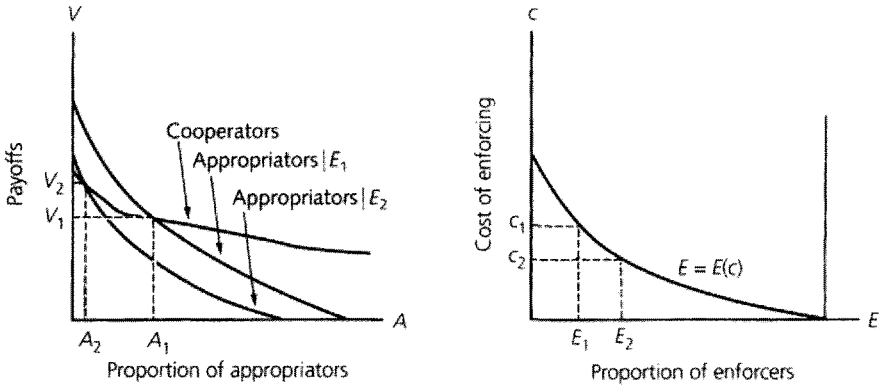 V
Payoffs
V₂
V₁
Cooperators
Appropriators|E₁
Appropriators|E₂
A₂
A₁
A
Proportion of appropriators
c
Cost of enforcing
c₁
c₂
E = E(c)
E₁
E₂
E
Proportion of enforcers